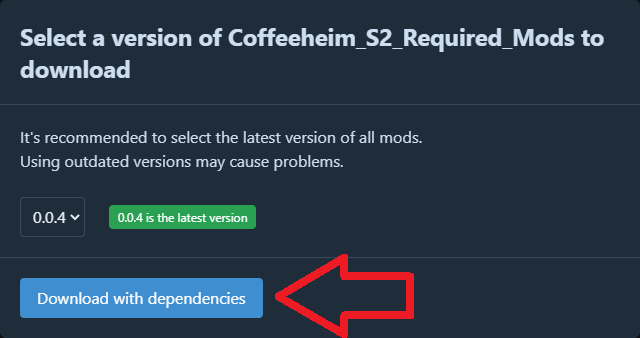 Select a version of Coffeeheim_S2_Required_Mods to
download
It's recommended to select the latest version of all mods.
Using outdated versions may cause problems.
0.0.4 0.0.4 is the latest version
Download with dependencies